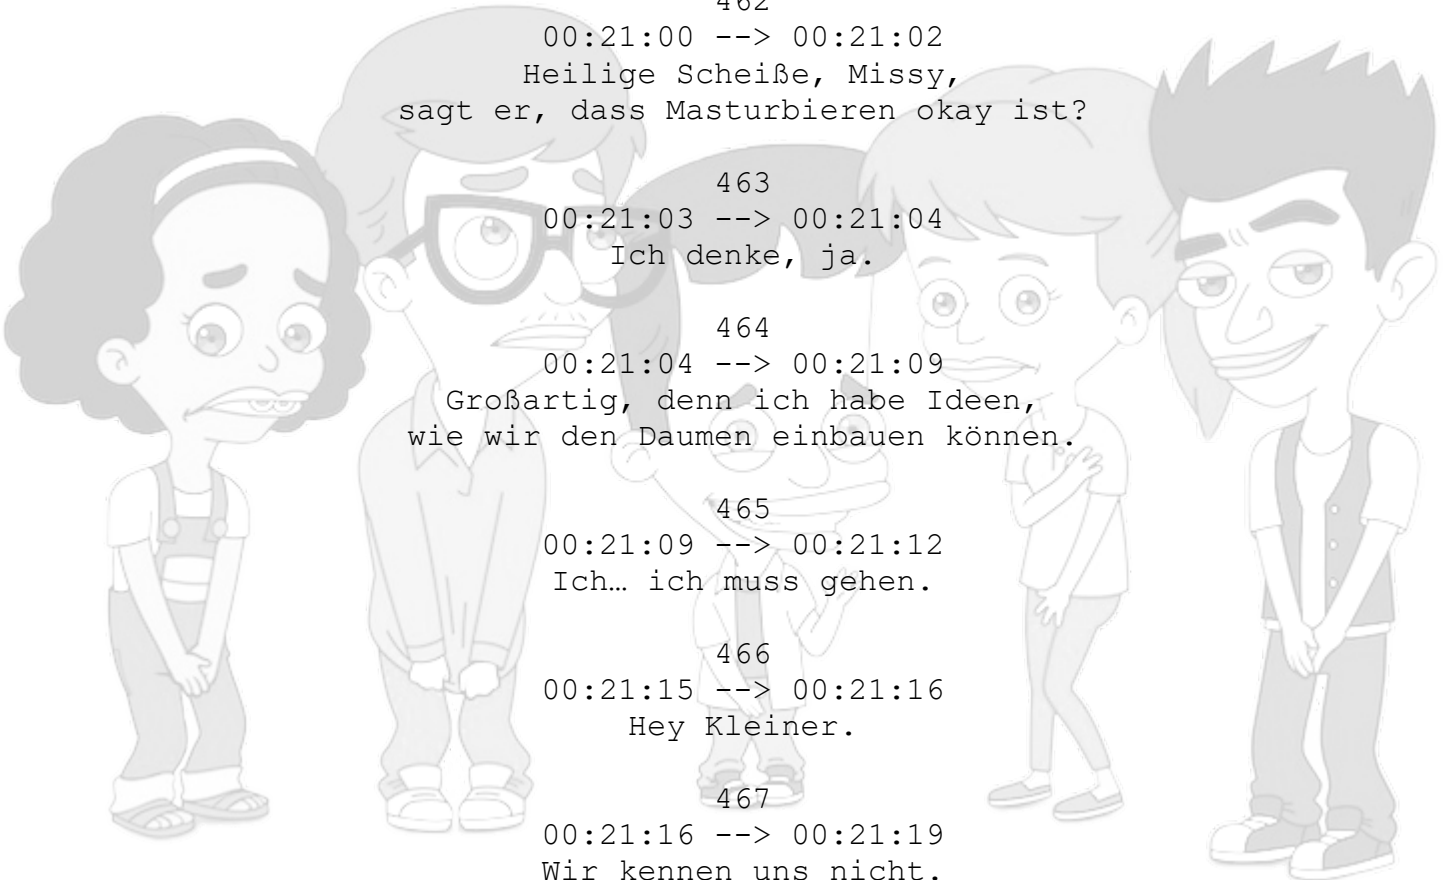 462
00:21:00 --> 00:21:02
Heilige Scheiße, Missy,
sagt er, dass Masturbieren okay ist?
463
00:21:03 --> 00:21:04
Ich denke, ja.
464
00:21:04 --> 00:21:09
Großartig, denn ich habe Ideen,
wie wir den Daumen einbauen können.
465
00:21:09 --> 00:21:12
Ich… ich muss gehen.
466
00:21:15 --> 00:21:16
Hey Kleiner.
467
00:21:16 --> 00:21:19
Wir kennen uns nicht.